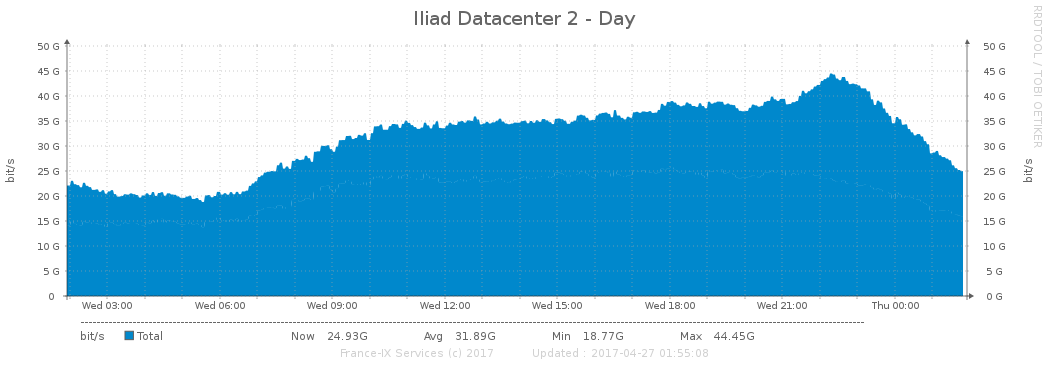 Iliad Datacenter 2 - Day
RRDTOOL / TOBI OETIKER
50 G 50 G
45 G 45 G
40 G 40 G
35 G 35 G
30 G 30 G
25 G 25 G
20 G 20 G
15 G 15 G
10 G 10 G
5 G 5 G
0 0 G
bit/s bit/s
Wed 03:00 Wed 06:00 Wed 09:00 Wed 12:00 Wed 15:00 Wed 18:00 Wed 21:00 Thu 00:00
bit/s Total Now 24.93G Avg 31.89G Min 18.77G Max 44.45G
France-IX Services (c) 2017 Updated : 2017-04-27 01:55:08